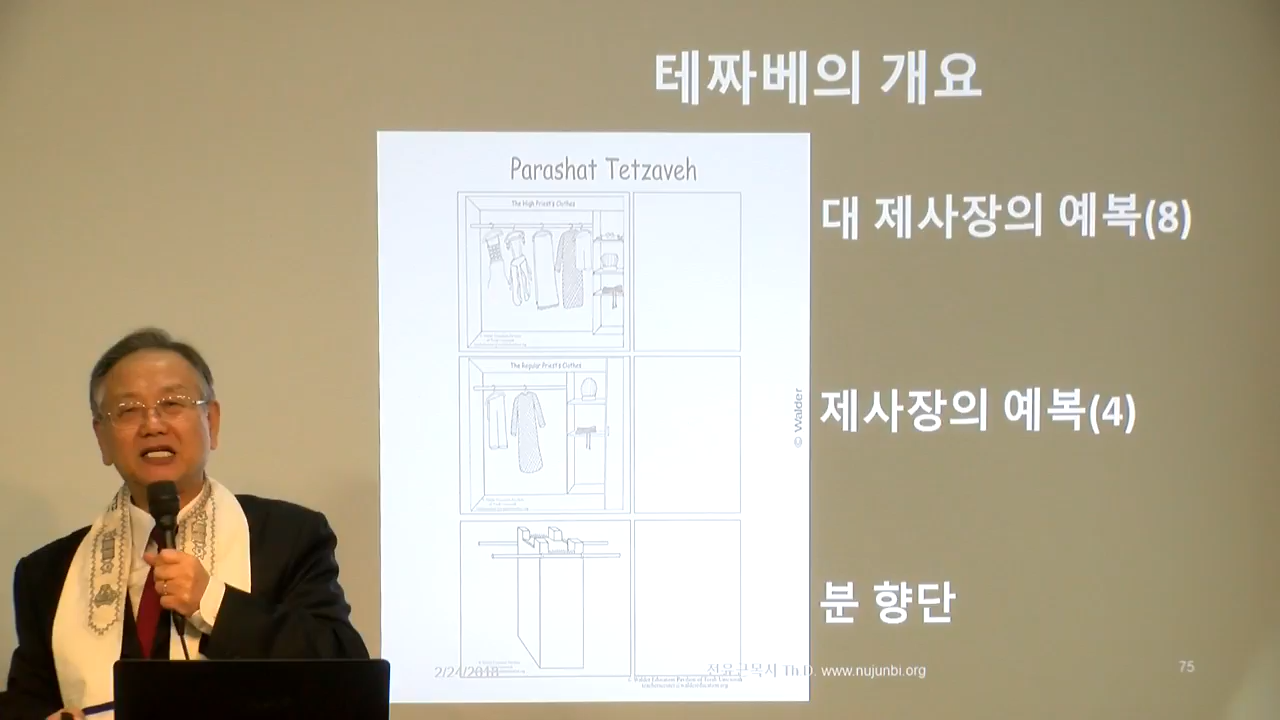 테짜베의 개요
Parashat Tetzaveh
The High Priest's Clothes
대 제사장의 예복(8)
The Regular Priest's Clothes
제사장의 예복(4)
© Walder
분 향단
2/24/2018
Th.D. www.nujunbi.org
75